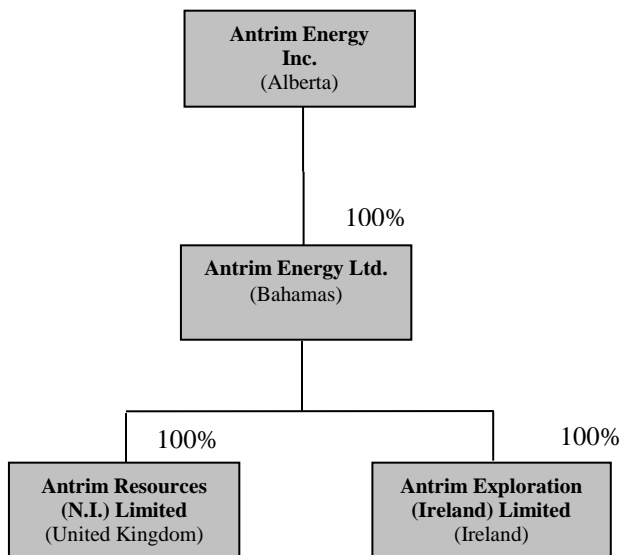 Antrim Energy
Inc.
(Alberta)
100%
Antrim Energy Ltd.
(Bahamas)
100%
100%
Antrim Resources
(N.I.) Limited
(United Kingdom)
Antrim Exploration
(Ireland) Limited
(Ireland)